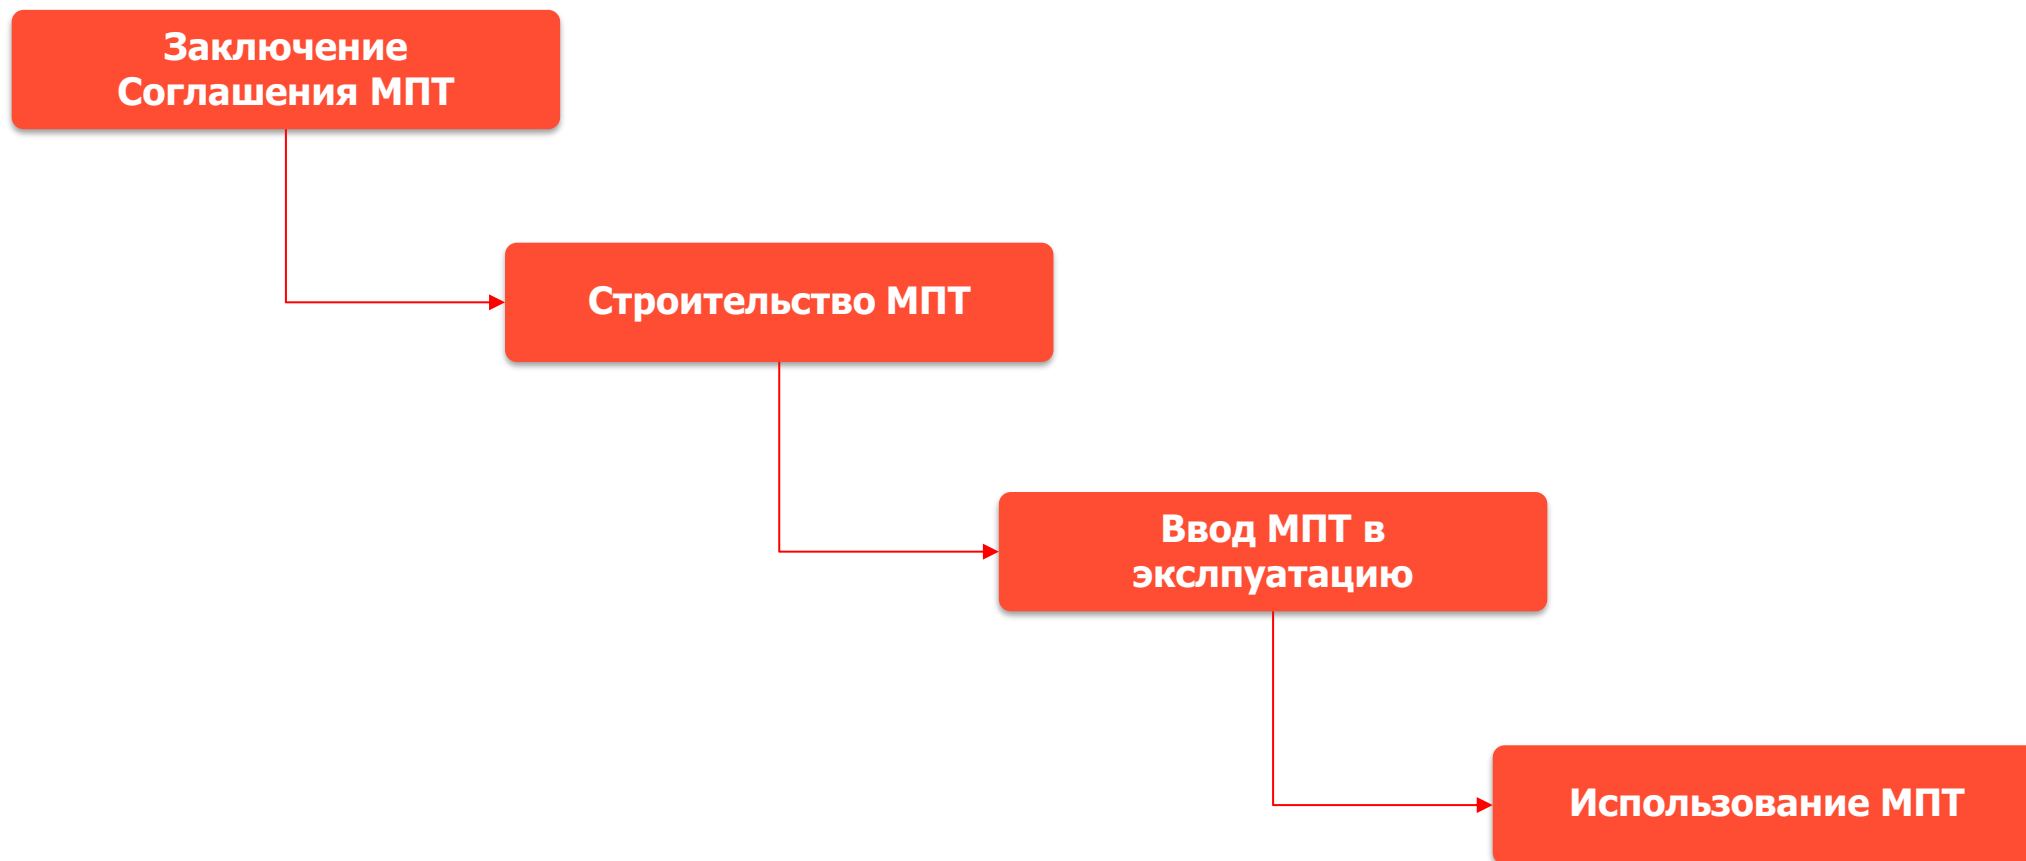 Заключение
Соглашения МПТ
Строительство МПТ
Ввод МПТ в
экслпуатацию
Использование МПТ